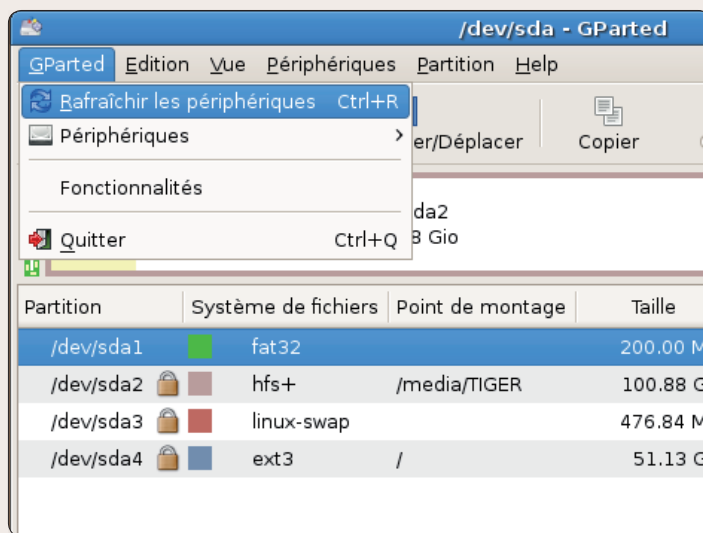 /dev/sda - GParted
GParted Edition Vue Périphériques Partition Help
Rafraîchir les périphériques Ctrl+R
Périphériques
er/Déplacer Copier
Fonctionnalités
da2
Quitter Ctrl+Q
8 Gio
Partition Système de fichiers Point de montage Taille
/dev/sda1 fat32 200.00 M
/dev/sda2 hfs+ /media/TIGER 100.88 G
/dev/sda3 linux-swap 476.84 M
/dev/sda4 ext3 / 51.13 G